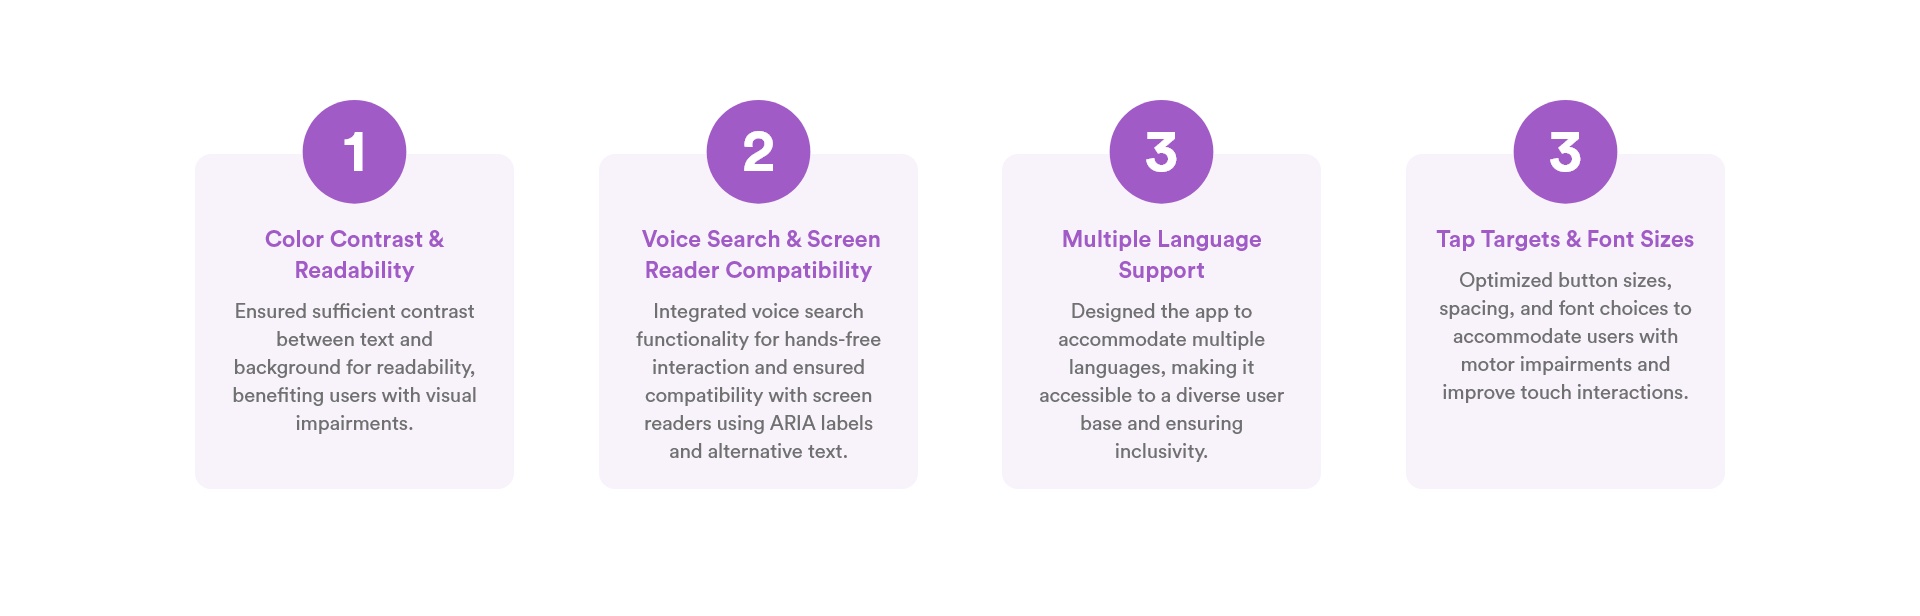 1
Color Contrast &
Readability
Ensured sufficient contrast
between text and
background for readability,
benefiting users with visual
impairments.
2
Voice Search & Screen
Reader Compatibility
Integrated voice search
functionality for hands-free
interaction and ensured
compatibility with screen
readers using ARIA labels
and alternative text.
3
Multiple Language
Support
Designed the app to
accommodate multiple
languages, making it
accessible to a diverse user
base and ensuring
inclusivity.
3
Tap Targets & Font Sizes
Optimized button sizes,
spacing, and font choices to
accommodate users with
motor impairments and
improve touch interactions.